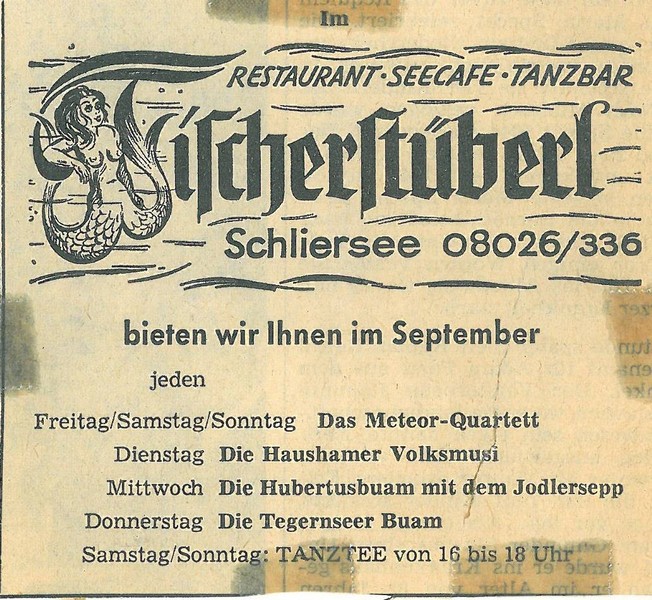 Im
RESTAURANT·SEECAFE·TANZBAR
Fischerstüberl
Schliersee 08026/336
bieten wir Ihnen im September
jeden
Freitag/Samstag/Sonntag Das Meteor-Quartett
Dienstag Die Haushamer Volksmusi
Mittwoch Die Hubertusbuam mit dem Jodlersepp
Donnerstag Die Tegernseer Buam
Samstag/Sonntag: TANZTEE von 16 bis 18 Uhr